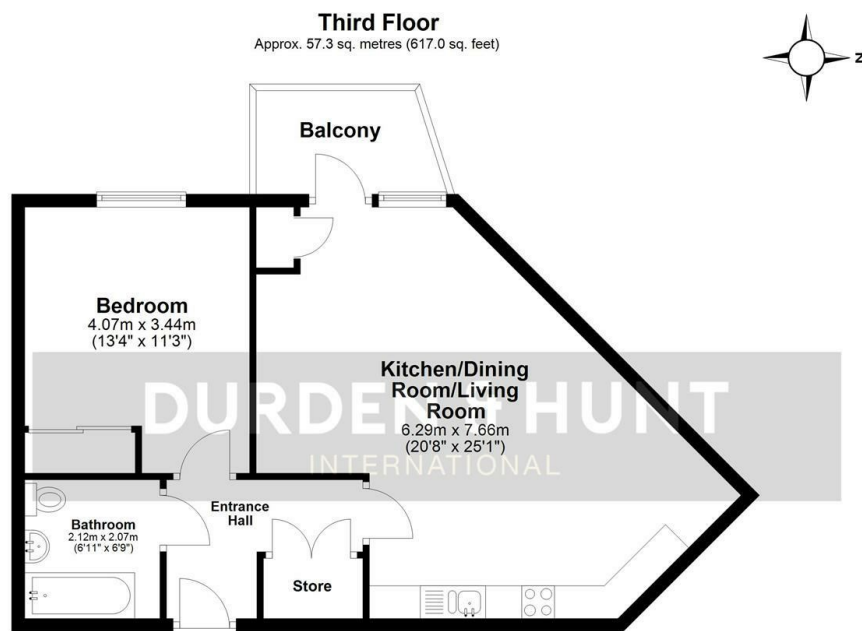 Third Floor
Approx. 57.3 sq. metres (617.0 sq. feet)
N
Balcony
Bedroom
4.07m x 3.44m
(13'4" x 11'3")
Kitchen/Dining
Room/Living
Room
6.29m x 7.66m
(20'8" x 25'1")
DURDEN & HUNT
INTERNATIONAL
Entrance
Hall
Bathroom
2.12m x 2.07m
(6'11" x 6'9")
Store